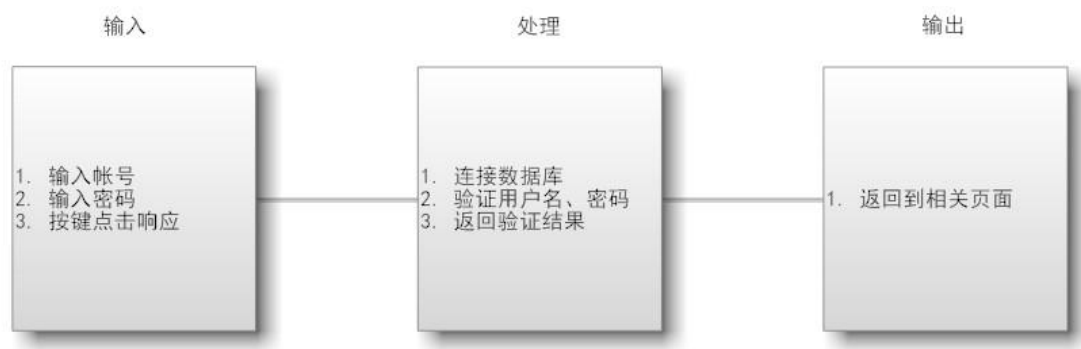 输入
处理
输出
1. 输入帐号
2. 输入密码
3. 按键点击响应
1. 连接数据库
2. 验证用户名、密码
3. 返回验证结果
1. 返回到相关页面